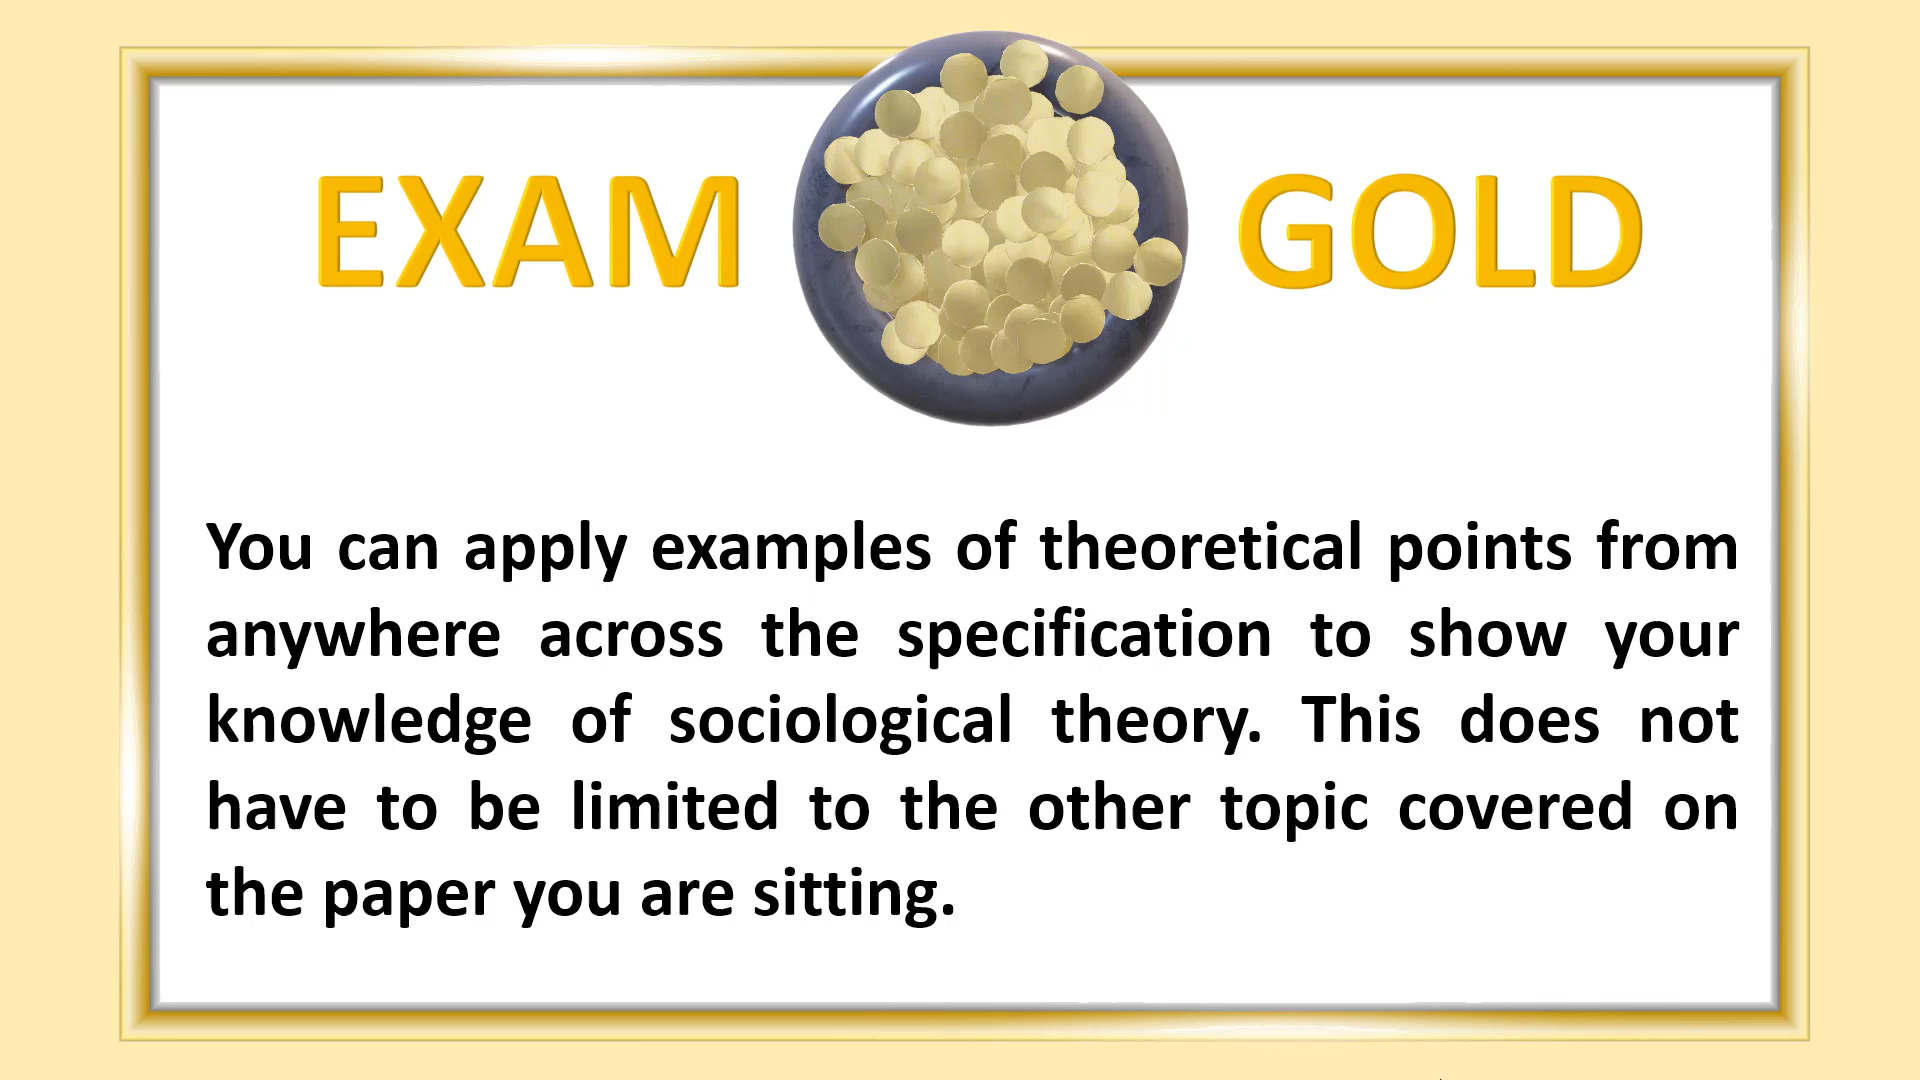 EXAM GOLD
You can apply examples of theoretical points from
anywhere across the specification to show your
knowledge of sociological theory. This does not
have to be limited to the other topic covered on
the paper you are sitting.